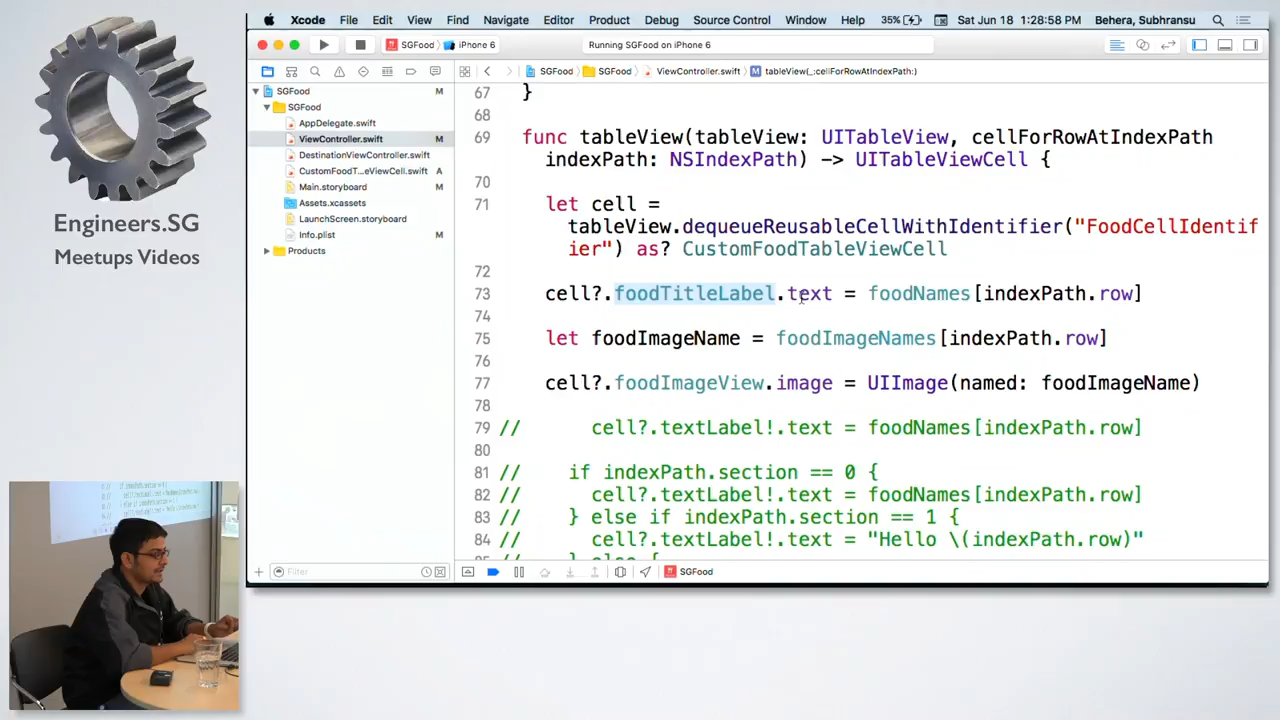 Xcode File Edit View Find Navigate Editor Product Debug Source Control Window Help 35% Sat Jun 18 1:28:58 PM Behera, Subhransu
SGFood iPhone 6 Running SGFood on iPhone 6
SGFood SGFood ViewController.swift M tableView(_:cellForRowAtIndexPath:)
SGFood M
SGFood
AppDelegate.swift
ViewController.swift M
DestinationViewController.swift
CustomFoodT...eViewCell.swift A
Main.storyboard
Assets.xcassets
LaunchScreen.storyboard
Info.plist M
Products
Filter
67 }
68
69 func tableView(tableView: UITableView, cellForRowAtIndexPath
indexPath: NSIndexPath) -> UITableViewCell {
70
71 let cell =
tableView.dequeueReusableCellWithIdentifier("FoodCellIdentif
ier") as? CustomFoodTableViewCell
72
73 cell?.foodTitleLabel.text = foodNames[indexPath.row]
74
75 let foodImageName = foodImageNames[indexPath.row]
76
77 cell?.foodImageView.image = UIImage(named: foodImageName)
78
79 // cell?.textLabel!.text = foodNames[indexPath.row]
80
81 // if indexPath.section == 0 {
82 // cell?.textLabel!.text = foodNames[indexPath.row]
83 // } else if indexPath.section == 1 {
84 // cell?.textLabel!.text = "Hello \(indexPath.row)"
85 // } else {
SGFood
Engineers.SG
Meetups Videos